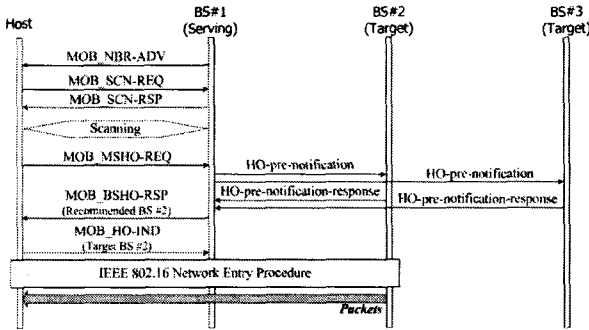 Host
BS#1
(Serving)
BS#2
(Target)
BS#3
(Target)
MOB_NBR-ADV
MOB_SCN-REQ
MOB_SCN-RSP
Scanning
MOB_MSHO-REQ
HO-pre-notification
HO-pre-notification
HO-pre-notification-response
HO-pre-notification-response
MOB_BSHO-RSP
(Recommended BS #2)
MOB_HO-IND
(Target BS #2)
IEEE 802.16 Network Entry Procedure
Packets